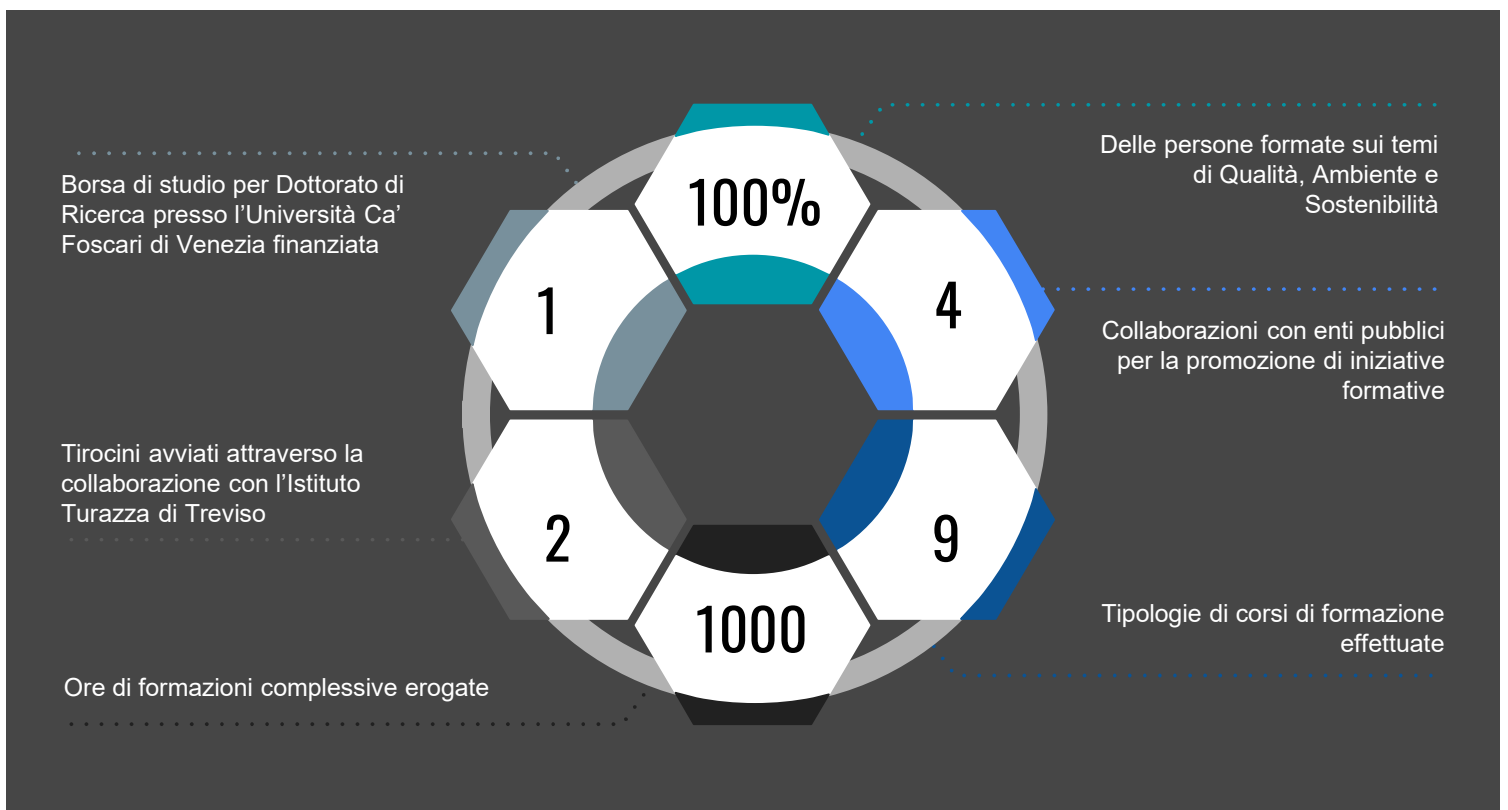 100%
Delle persone formate sui temi
di Qualità, Ambiente e
Sostenibilità
4
Collaborazioni con enti pubblici
per la promozione di iniziative
formative
9
Tipologie di corsi di formazione
effettuate
1000
Ore di formazioni complessive erogate
2
Tirocini avviati attraverso la
collaborazione con l’Istituto
Turazza di Treviso
1
Borsa di studio per Dottorato di
Ricerca presso l’Università Ca’
Foscari di Venezia finanziata